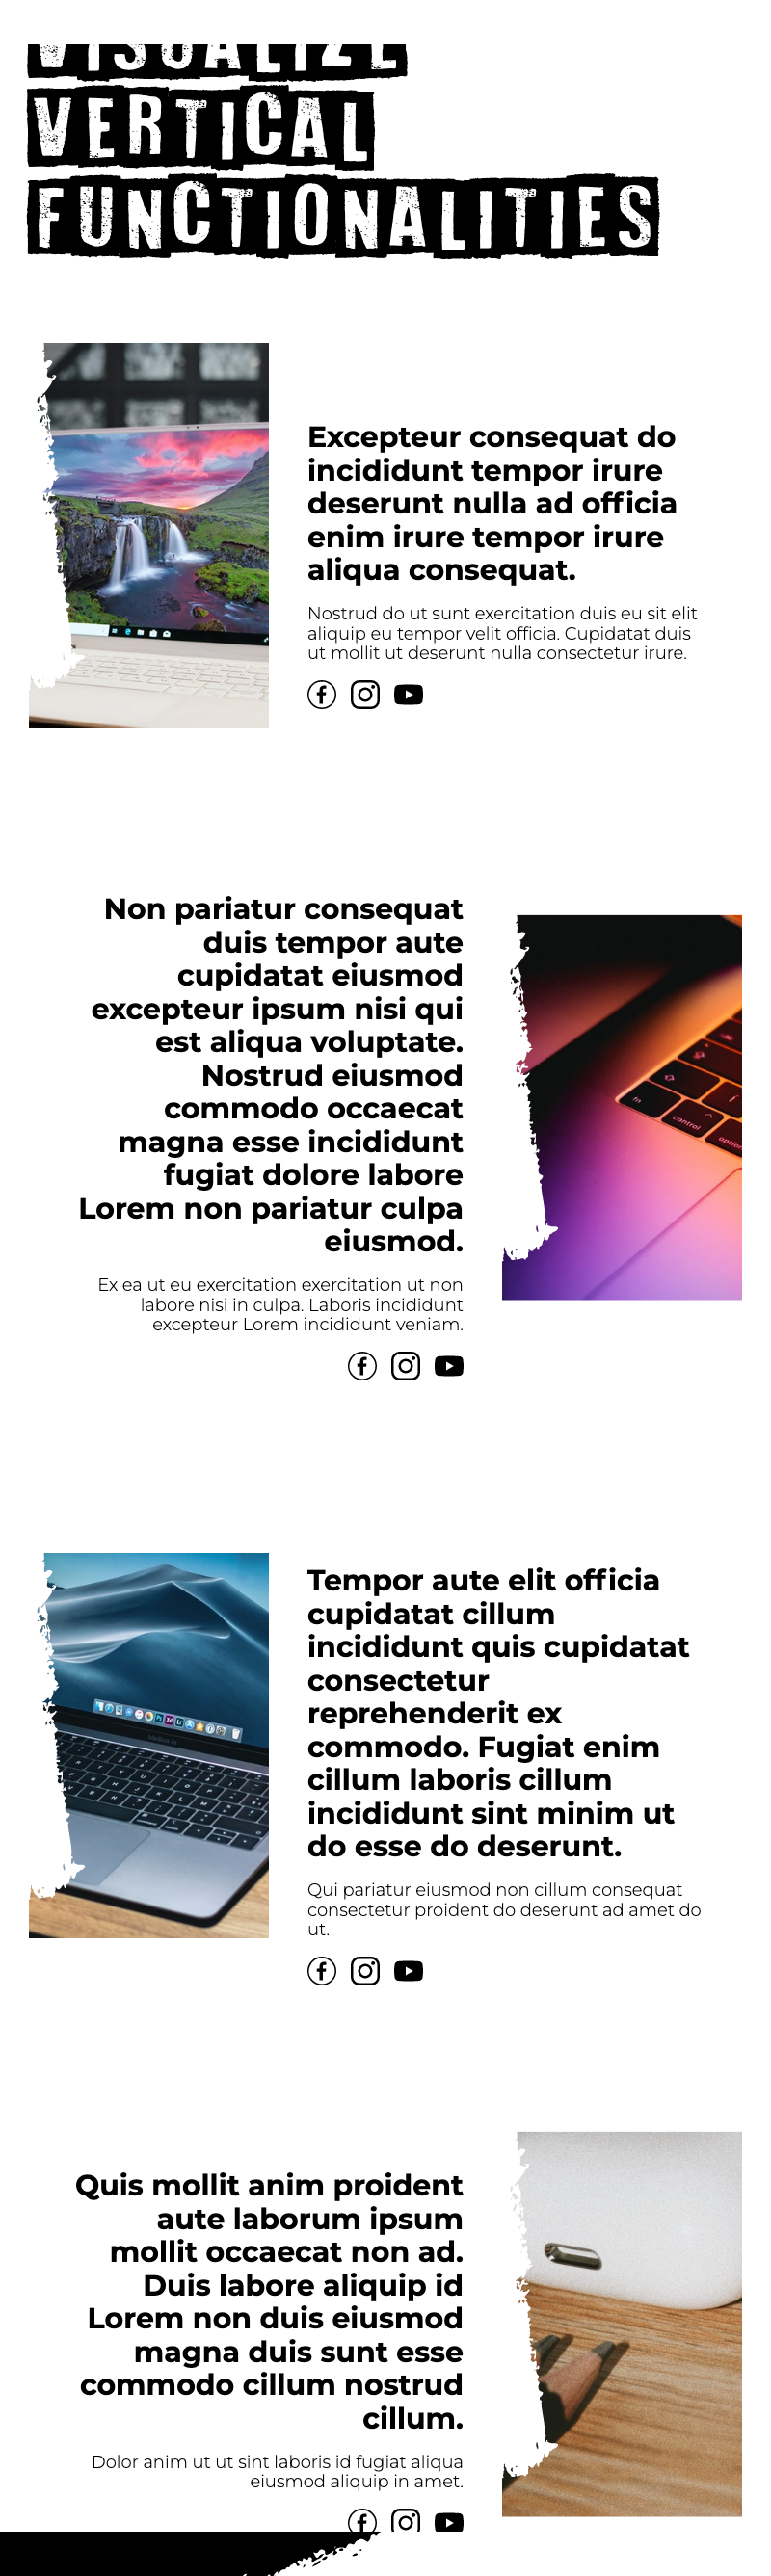 VISUALIZE
VERTICAL
FUNCTIONALITIES
Excepteur consequat do
incididunt tempor irure
deserunt nulla ad officia
enim irure tempor irure
aliqua consequat.
Nostrud do ut sunt exercitation duis eu sit elit
aliquip eu tempor velit officia. Cupidatat duis
ut mollit ut deserunt nulla consectetur irure.
Non pariatur consequat
duis tempor aute
cupidatat eiusmod
excepteur ipsum nisi qui
est aliqua voluptate.
Nostrud eiusmod
commodo occaecat
magna esse incididunt
fugiat dolore labore
Lorem non pariatur culpa
eiusmod.
Ex ea ut eu exercitation exercitation ut non
labore nisi in culpa. Laboris incididunt
excepteur Lorem incididunt veniam.
fn
control
option
Tempor aute elit officia
cupidatat cillum
incididunt quis cupidatat
consectetur
reprehenderit ex
commodo. Fugiat enim
cillum laboris cillum
incididunt sint minim ut
do esse do deserunt.
Qui pariatur eiusmod non cillum consequat
consectetur proident do deserunt ad amet do
ut.
MacBook Air
Quis mollit anim proident
aute laborum ipsum
mollit occaecat non ad.
Duis labore aliquip id
Lorem non duis eiusmod
magna duis sunt esse
commodo cillum nostrud
cillum.
Dolor anim ut ut sint laboris id fugiat aliqua
eiusmod aliquip in amet.